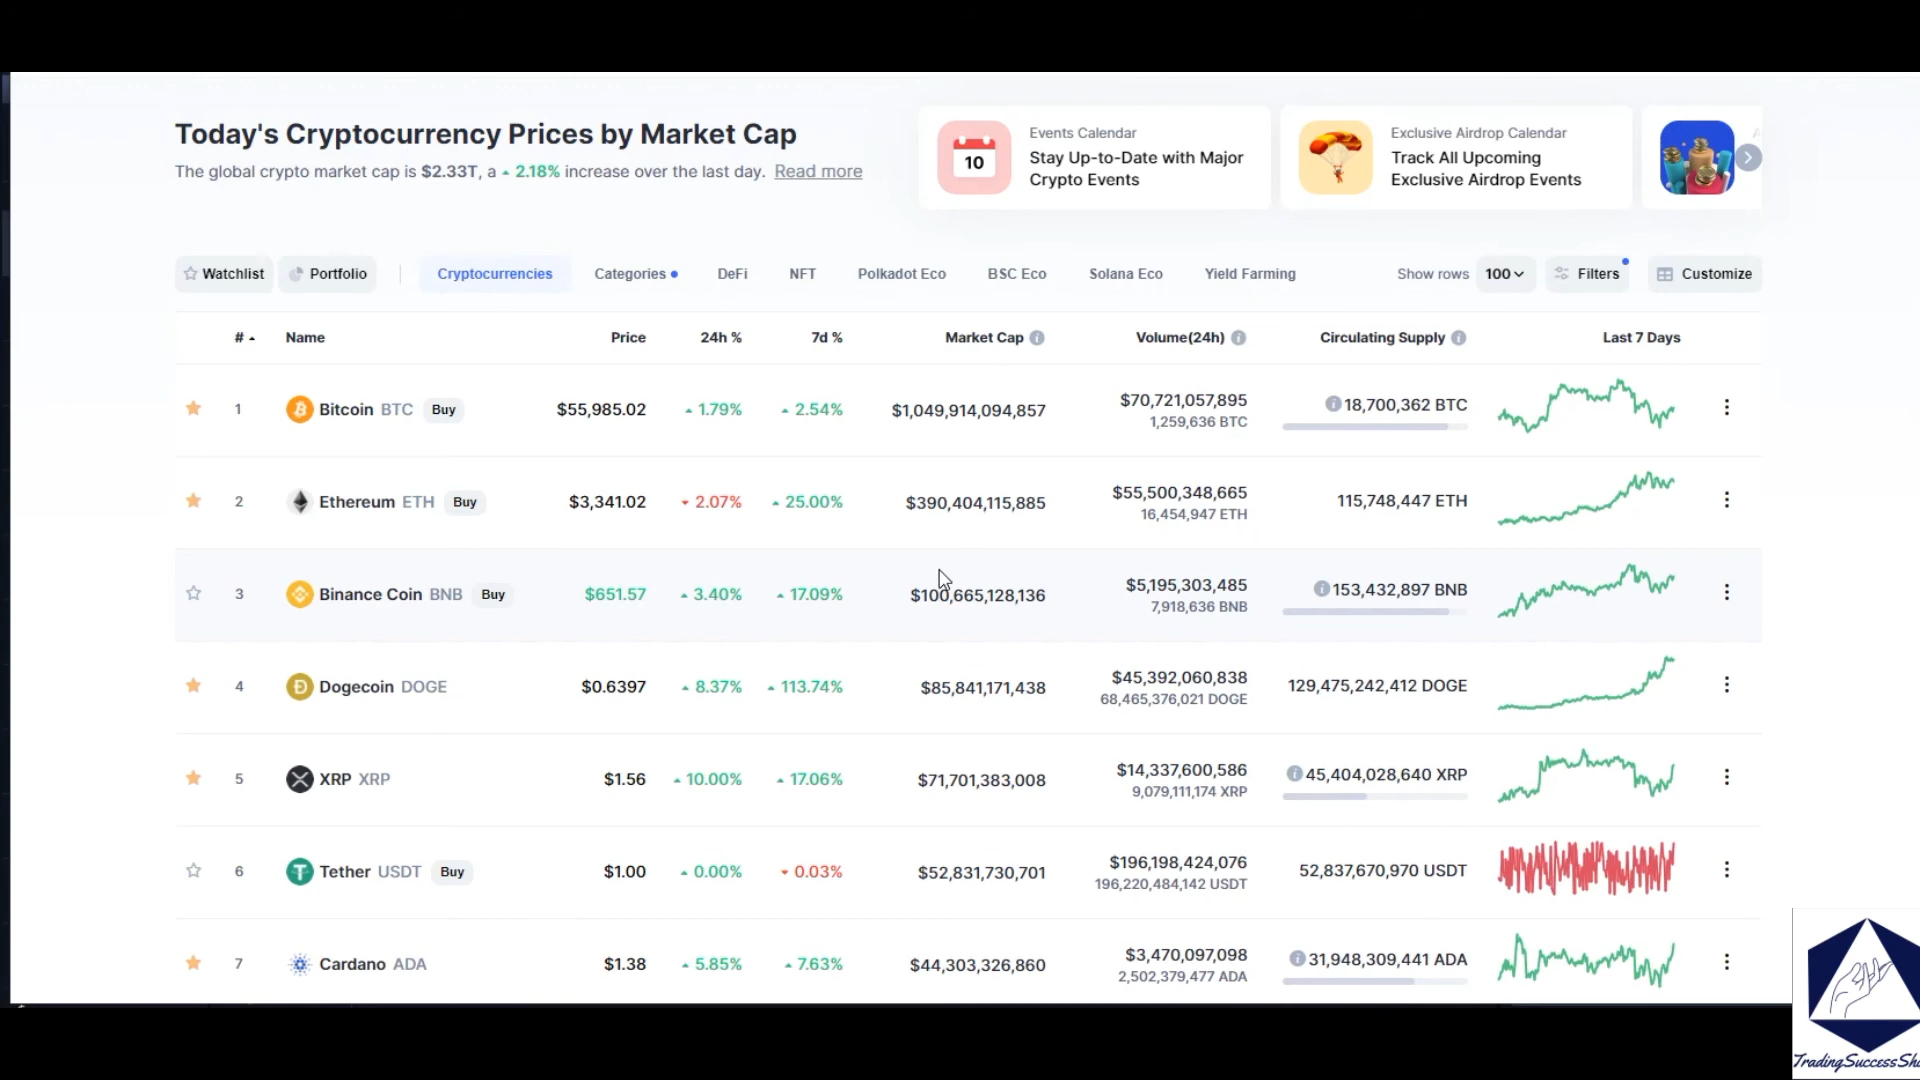 Today's Cryptocurrency Prices by Market Cap
The global crypto market cap is $2.33T, a 2.18% increase over the last day. Read more
10
Events Calendar
Stay Up-to-Date with Major
Crypto Events
Exclusive Airdrop Calendar
Track All Upcoming
Exclusive Airdrop Events
Watchlist Portfolio Cryptocurrencies Categories DeFi NFT Polkadot Eco BSC Eco Solana Eco Yield Farming Show rows 100 Filters Customize
# Name Price 24h % 7d % Market Cap Volume(24h) Circulating Supply Last 7 Days
1 Bitcoin BTC Buy $55,985.02 1.79% 2.54% $1,049,914,094,857 $70,721,057,895 18,700,362 BTC
1,259,636 BTC
2 Ethereum ETH Buy $3,341.02 2.07% 25.00% $390,404,115,885 $55,500,348,665 115,748,447 ETH
16,454,947 ETH
3 Binance Coin BNB Buy $651.57 3.40% 17.09% $100,665,128,136 $5,195,303,485 153,432,897 BNB
7,918,636 BNB
4 Dogecoin DOGE $0.6397 8.37% 113.74% $85,841,171,438 $45,392,060,838 129,475,242,412 DOGE
68,465,376,021 DOGE
5 XRP XRP $1.56 10.00% 17.06% $71,701,383,008 $14,337,600,586 45,404,028,640 XRP
9,079,111,174 XRP
6 Tether USDT Buy $1.00 0.00% 0.03% $52,831,730,701 $196,198,424,076 52,837,670,970 USDT
196,220,484,142 USDT
7 Cardano ADA $1.38 5.85% 7.63% $44,303,326,860 $3,470,097,098 31,948,309,441 ADA
2,502,379,477 ADA
TradingSuccessSha